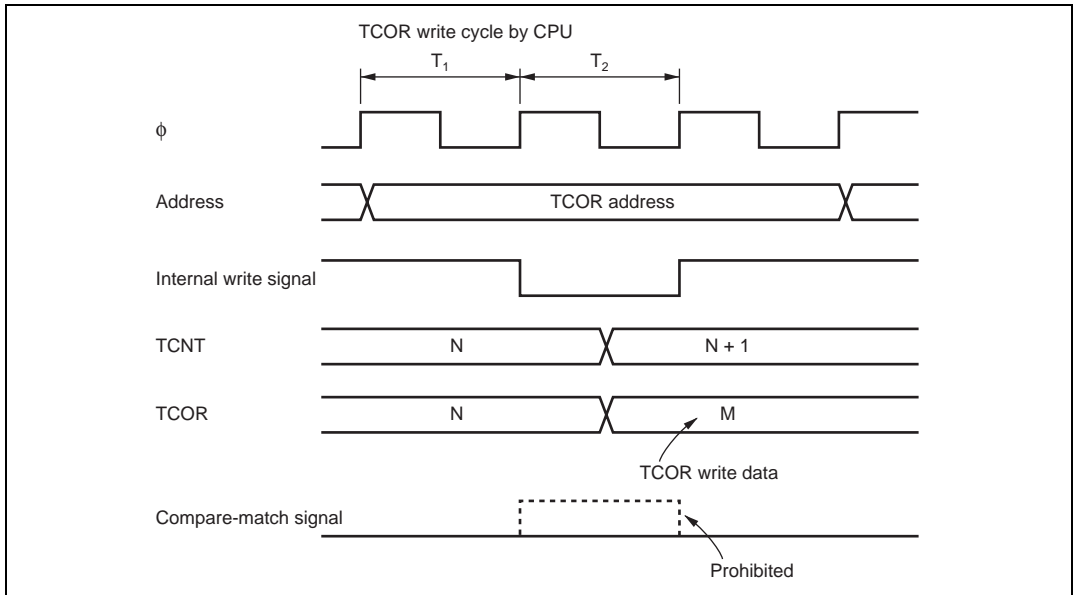 TCOR write cycle by CPU
T₁ T₂
ϕ
Address TCOR address
Internal write signal
TCNT N N + 1
TCOR N M
TCOR write data
Compare-match signal
Prohibited